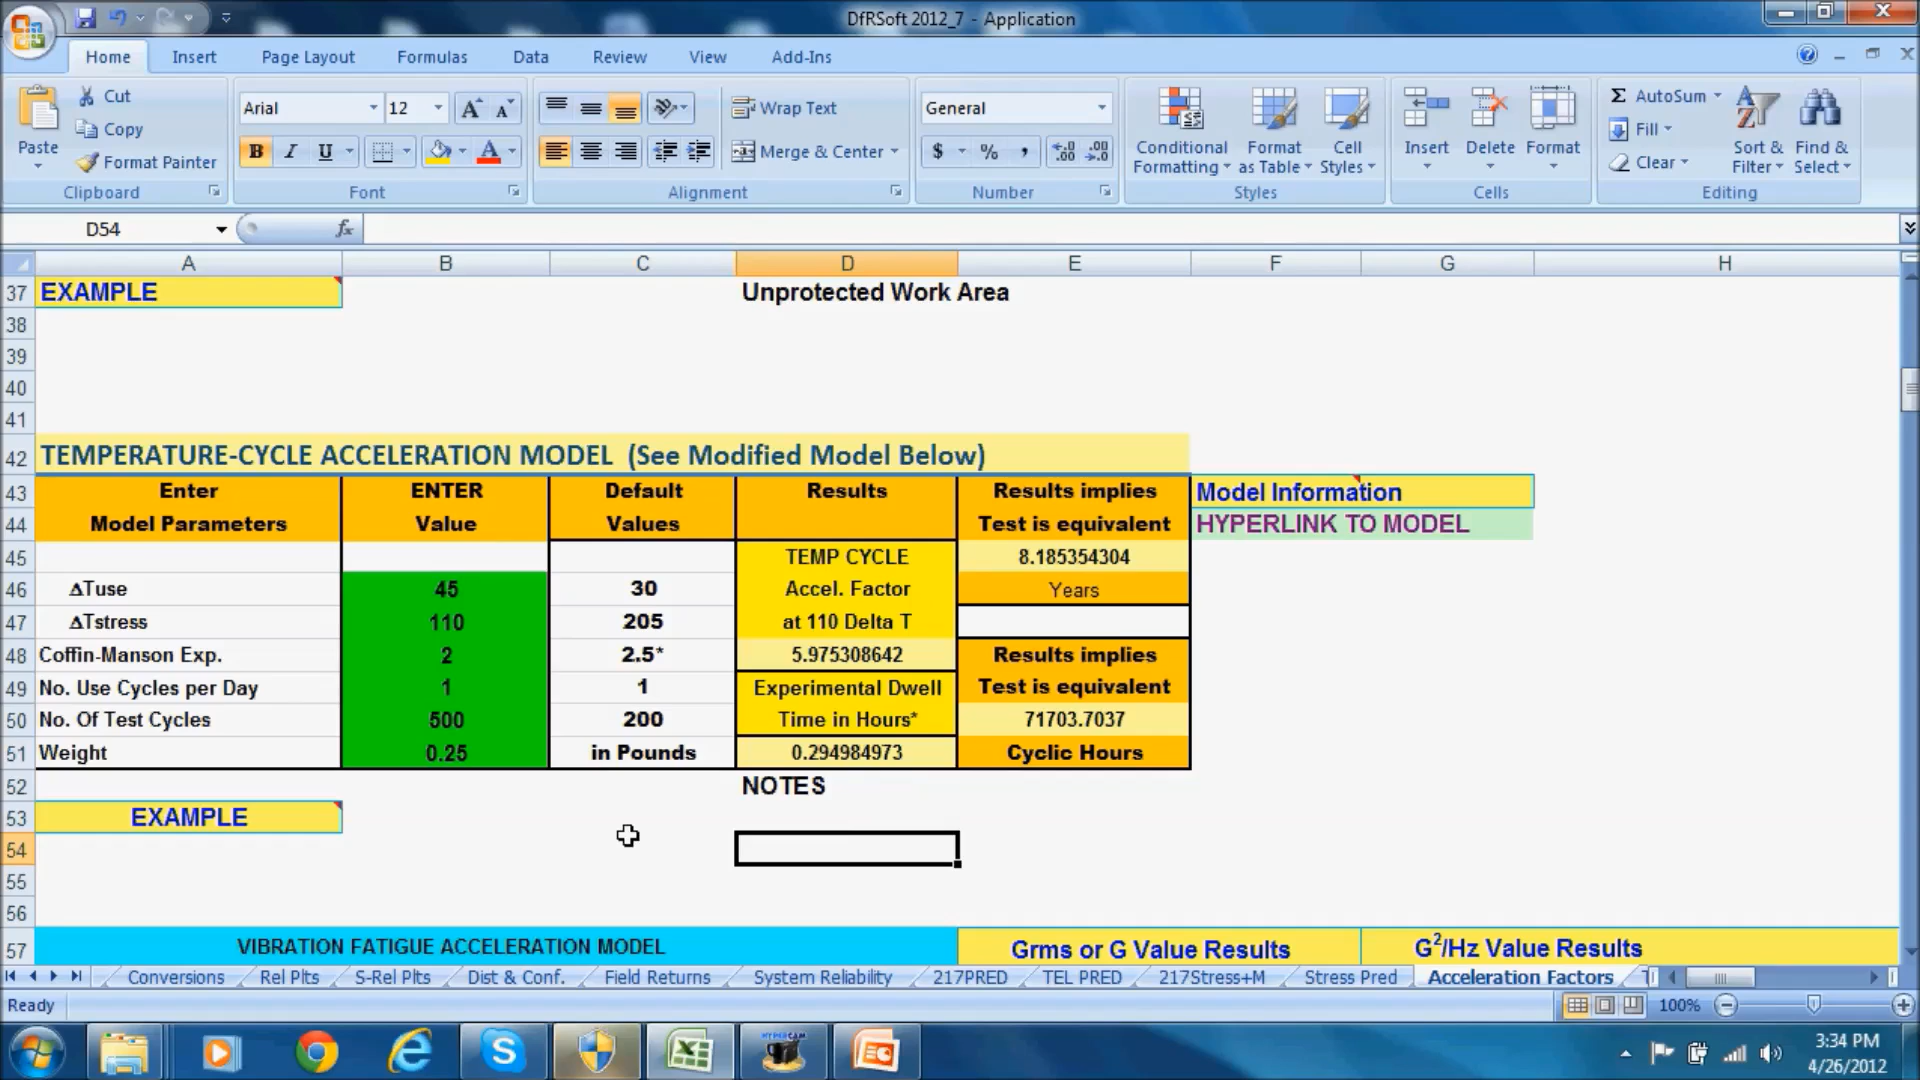 DfRSoft 2012_7 - Application
Home Insert Page Layout Formulas Data Review View Add-Ins
Paste
Cut
Copy
Format Painter
Clipboard
Arial 12
B I U
Font
Wrap Text
Merge & Center
Alignment
General
$ % ,
Number
Conditional Formatting
Format as Table
Cell Styles
Styles
Insert Delete Format
Cells
Σ AutoSum
Fill
Clear
Sort & Filter
Find & Select
Editing
D54 fx
A B C D E F G H
37 EXAMPLE Unprotected Work Area
38
39
40
41
42 TEMPERATURE-CYCLE ACCELERATION MODEL (See Modified Model Below)
43 Enter ENTER Default Results Results implies Model Information
44 Model Parameters Value Values Test is equivalent HYPERLINK TO MODEL
45 TEMP CYCLE 8.185354304
46 ΔTuse 45 30 Accel. Factor Years
47 ΔTstress 110 205 at 110 Delta T
48 Coffin-Manson Exp. 2 2.5* 5.975308642 Results implies
49 No. Use Cycles per Day 1 1 Experimental Dwell Test is equivalent
50 No. Of Test Cycles 500 200 Time in Hours* 71703.7037
51 Weight 0.25 in Pounds 0.294984973 Cyclic Hours
52 NOTES
53 EXAMPLE
54
55
56
57 VIBRATION FATIGUE ACCELERATION MODEL Grms or G Value Results G²/Hz Value Results
Conversions Rel Plts S-Rel Plts Dist & Conf. Field Returns System Reliability 217PRED TEL PRED 217Stress+M Stress Pred Acceleration Factors
Ready 100%
3:34 PM
4/26/2012